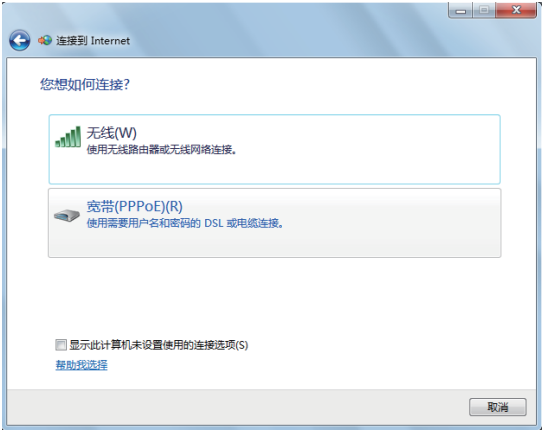 连接到 Internet
您想如何连接?
无线(W)
使用无线路由器或无线网络连接。
宽带(PPPoE)(R)
使用需要用户名和密码的 DSL 或电缆连接。
显示此计算机未设置使用的连接选项(S)
帮助我选择
取消